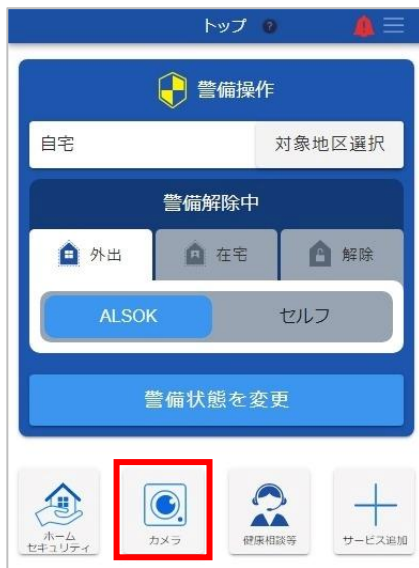 トップ ?
警備操作
自宅
対象地区選択
警備解除中
外出
在宅
解除
ALSOK
セルフ
警備状態を変更
ホーム
セキュリティ
カメラ
健康相談等
サービス追加